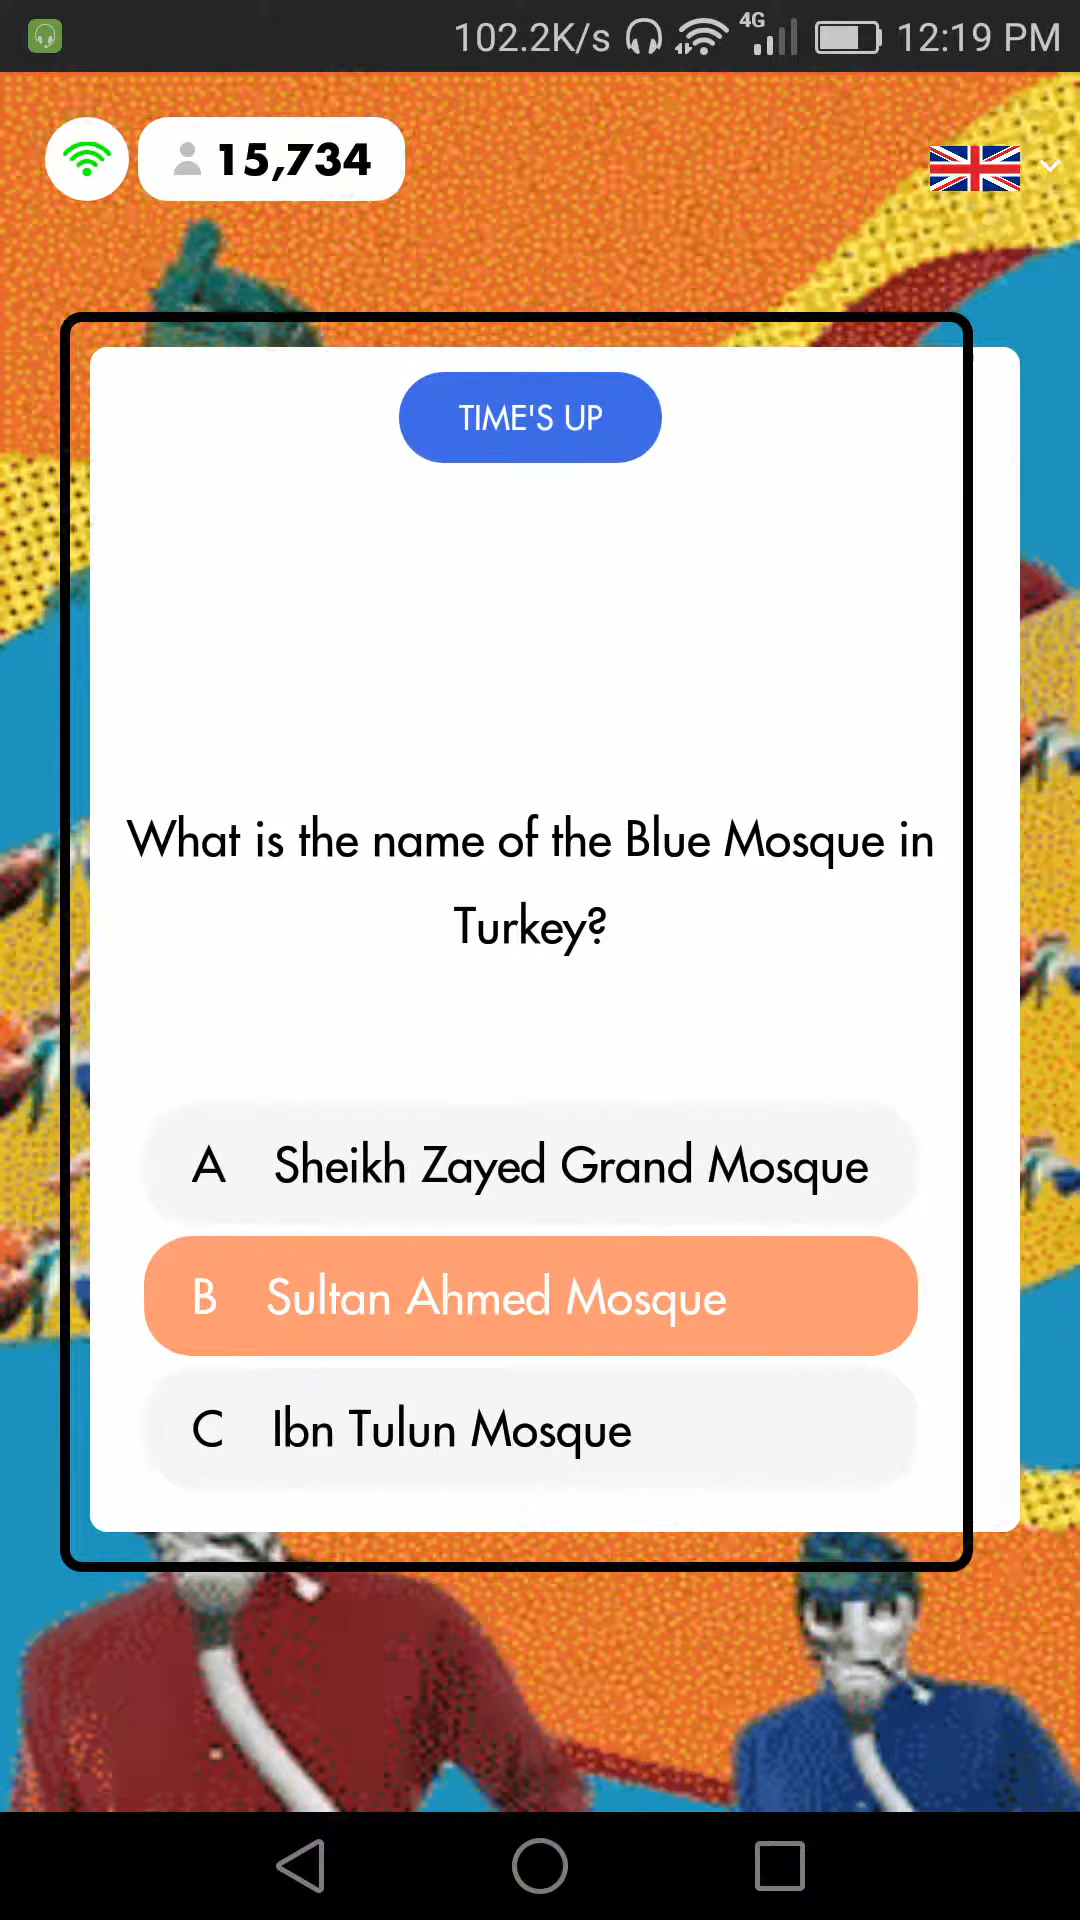 102.2K/s 4G 12:19 PM
15,734
TIME'S UP
What is the name of the Blue Mosque in
Turkey?
A Sheikh Zayed Grand Mosque
B Sultan Ahmed Mosque
C Ibn Tulun Mosque